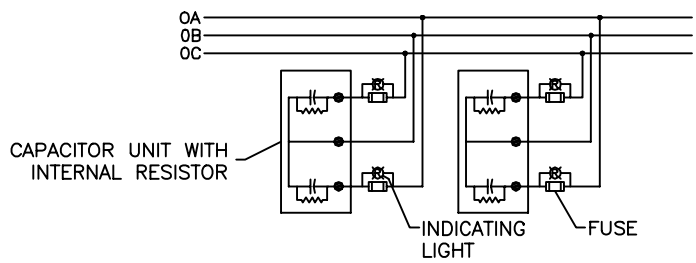 0A
0B
0C
CAPACITOR UNIT WITH
INTERNAL RESISTOR
R
R
R
R
INDICATING
LIGHT
FUSE